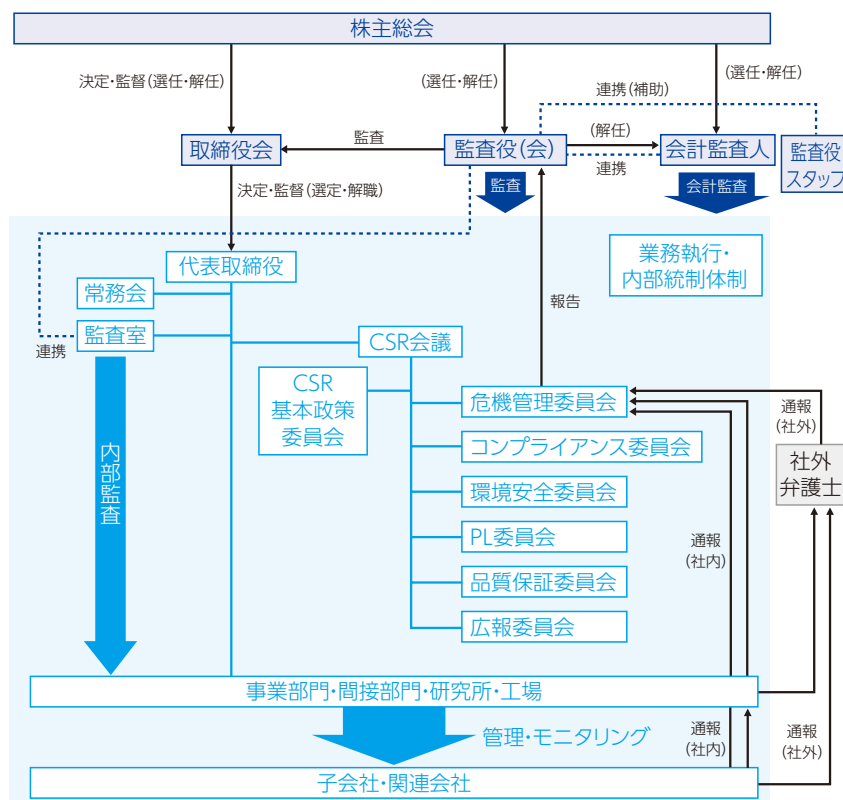 株主総会
決定・監督(選任・解任)
(選任・解任)
(選任・解任)
連携(補助)
取締役会
監査
監査役(会)
(解任)
連携
会計監査人
監査役
スタッフ
監査
会計監査
決定・監督(選定・解職)
代表取締役
業務執行・
内部統制体制
常務会
監査室
連携
報告
CSR会議
CSR
基本政策
委員会
危機管理委員会
コンプライアンス委員会
環境安全委員会
PL委員会
品質保証委員会
広報委員会
通報
(社外)
社外
弁護士
内部監査
通報
(社内)
事業部門・間接部門・研究所・工場
管理・モニタリング
通報
(社内)
通報
(社外)
子会社・関連会社